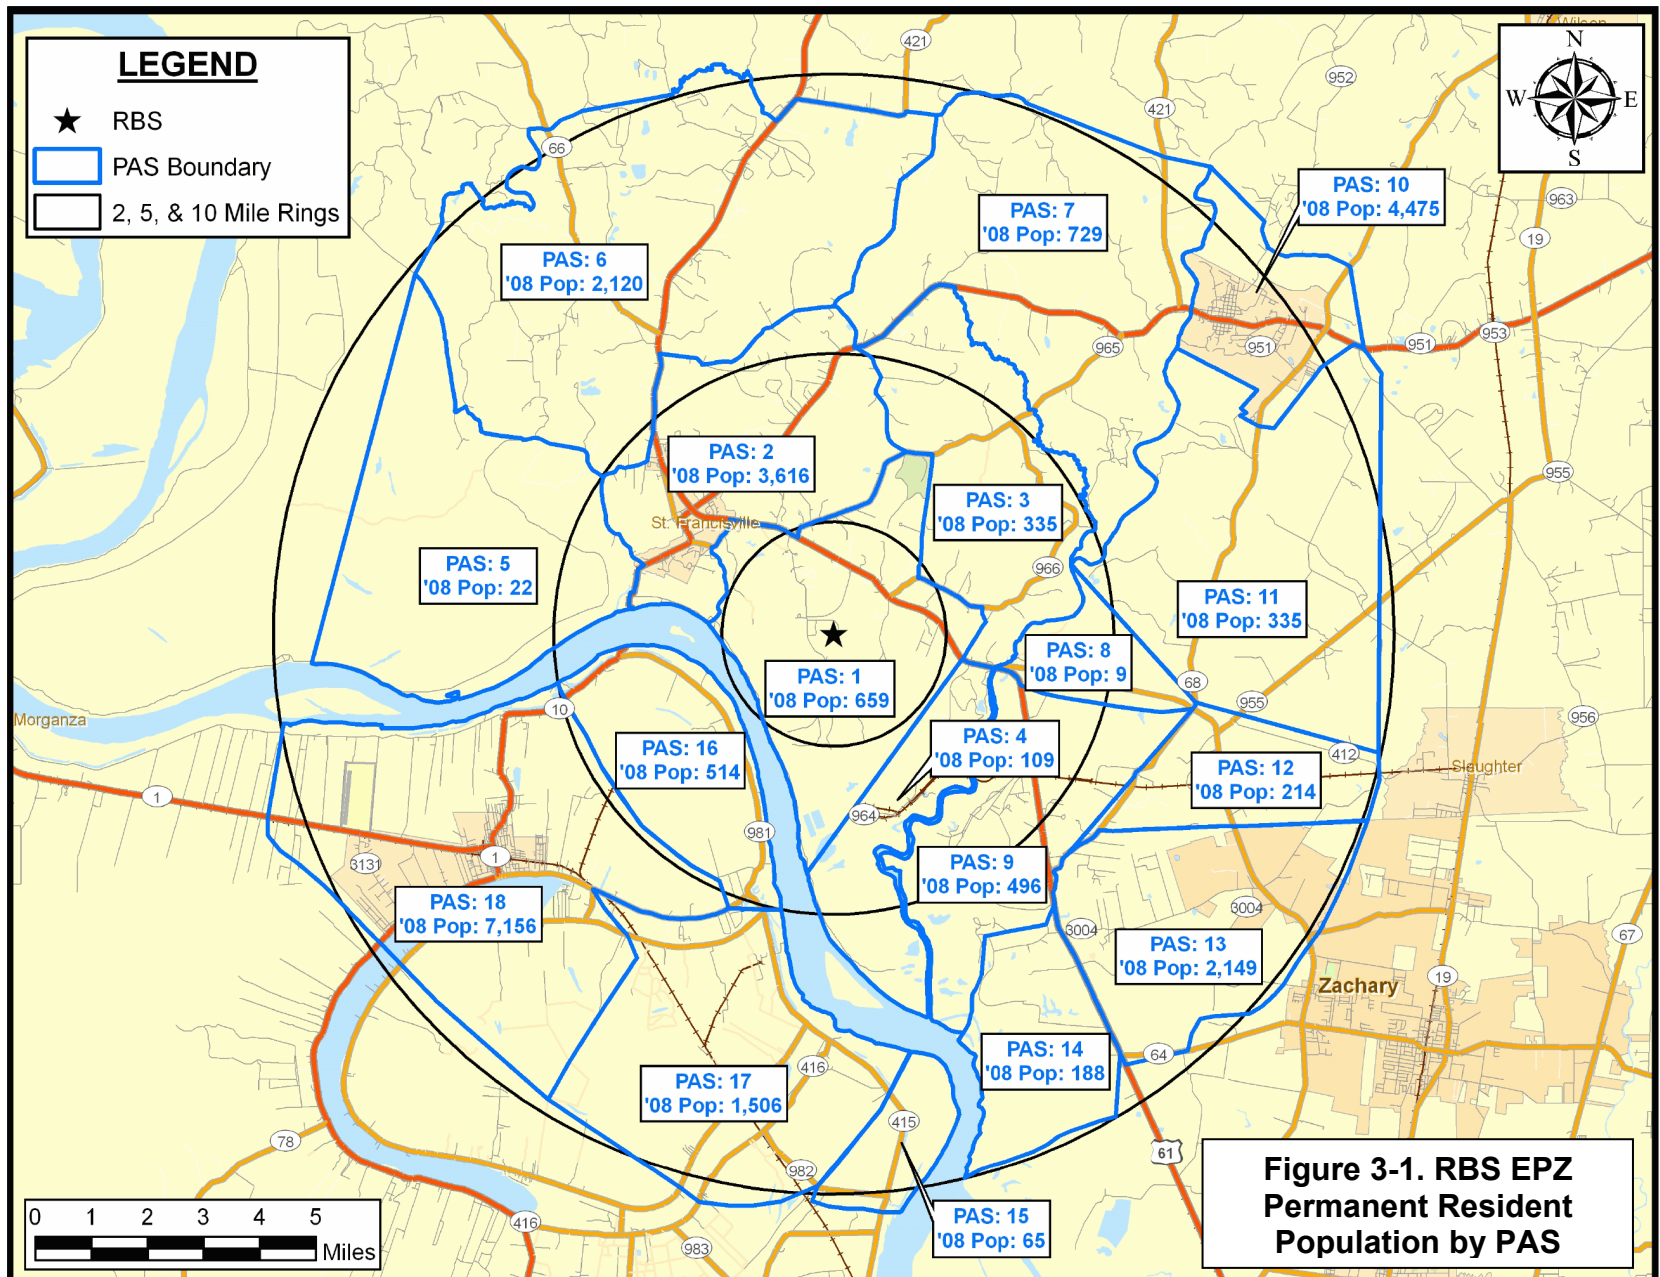 LEGEND
RBS
PAS Boundary
2, 5, & 10 Mile Rings
N
W
E
S
Wilson
421
952
421
66
963
19
PAS: 10
'08 Pop: 4,475
PAS: 7
'08 Pop: 729
PAS: 6
'08 Pop: 2,120
965
951
951
953
PAS: 2
'08 Pop: 3,616
St. Francisville
PAS: 3
'08 Pop: 335
955
PAS: 5
'08 Pop: 22
966
PAS: 11
'08 Pop: 335
PAS: 8
'08 Pop: 9
PAS: 1
'08 Pop: 659
68
955
956
Morganza
10
PAS: 16
'08 Pop: 514
PAS: 4
'08 Pop: 109
412
PAS: 12
'08 Pop: 214
Slaughter
1
964
981
3131
1
PAS: 9
'08 Pop: 496
PAS: 18
'08 Pop: 7,156
3004
3004
67
PAS: 13
'08 Pop: 2,149
19
Zachary
PAS: 14
'08 Pop: 188
64
416
PAS: 17
'08 Pop: 1,506
415
78
61
982
PAS: 15
'08 Pop: 65
416
983
0 1 2 3 4 5
Miles
Figure 3-1. RBS EPZ
Permanent Resident
Population by PAS